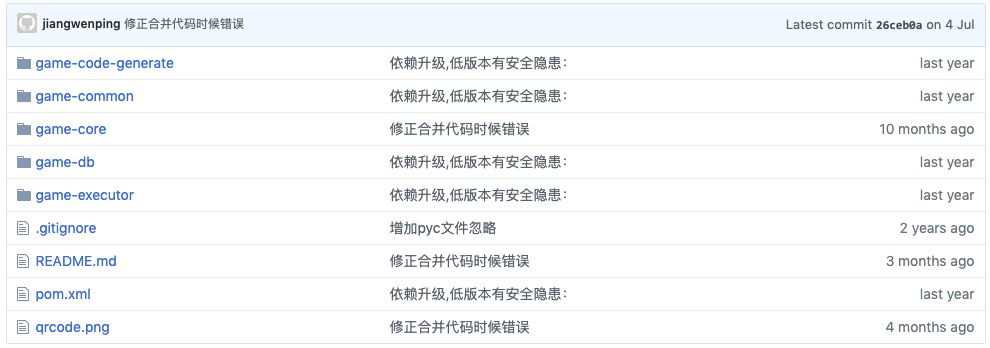 jiangwenping 修正合并代码时候错误 Latest commit 26ceb0a on 4 Jul
game-code-generate 依赖升级,低版本有安全隐患: last year
game-common 依赖升级,低版本有安全隐患: last year
game-core 修正合并代码时候错误 10 months ago
game-db 依赖升级,低版本有安全隐患: last year
game-executor 依赖升级,低版本有安全隐患: last year
.gitignore 增加pyc文件忽略 2 years ago
README.md 修正合并代码时候错误 3 months ago
pom.xml 依赖升级,低版本有安全隐患: last year
qrcode.png 修正合并代码时候错误 4 months ago